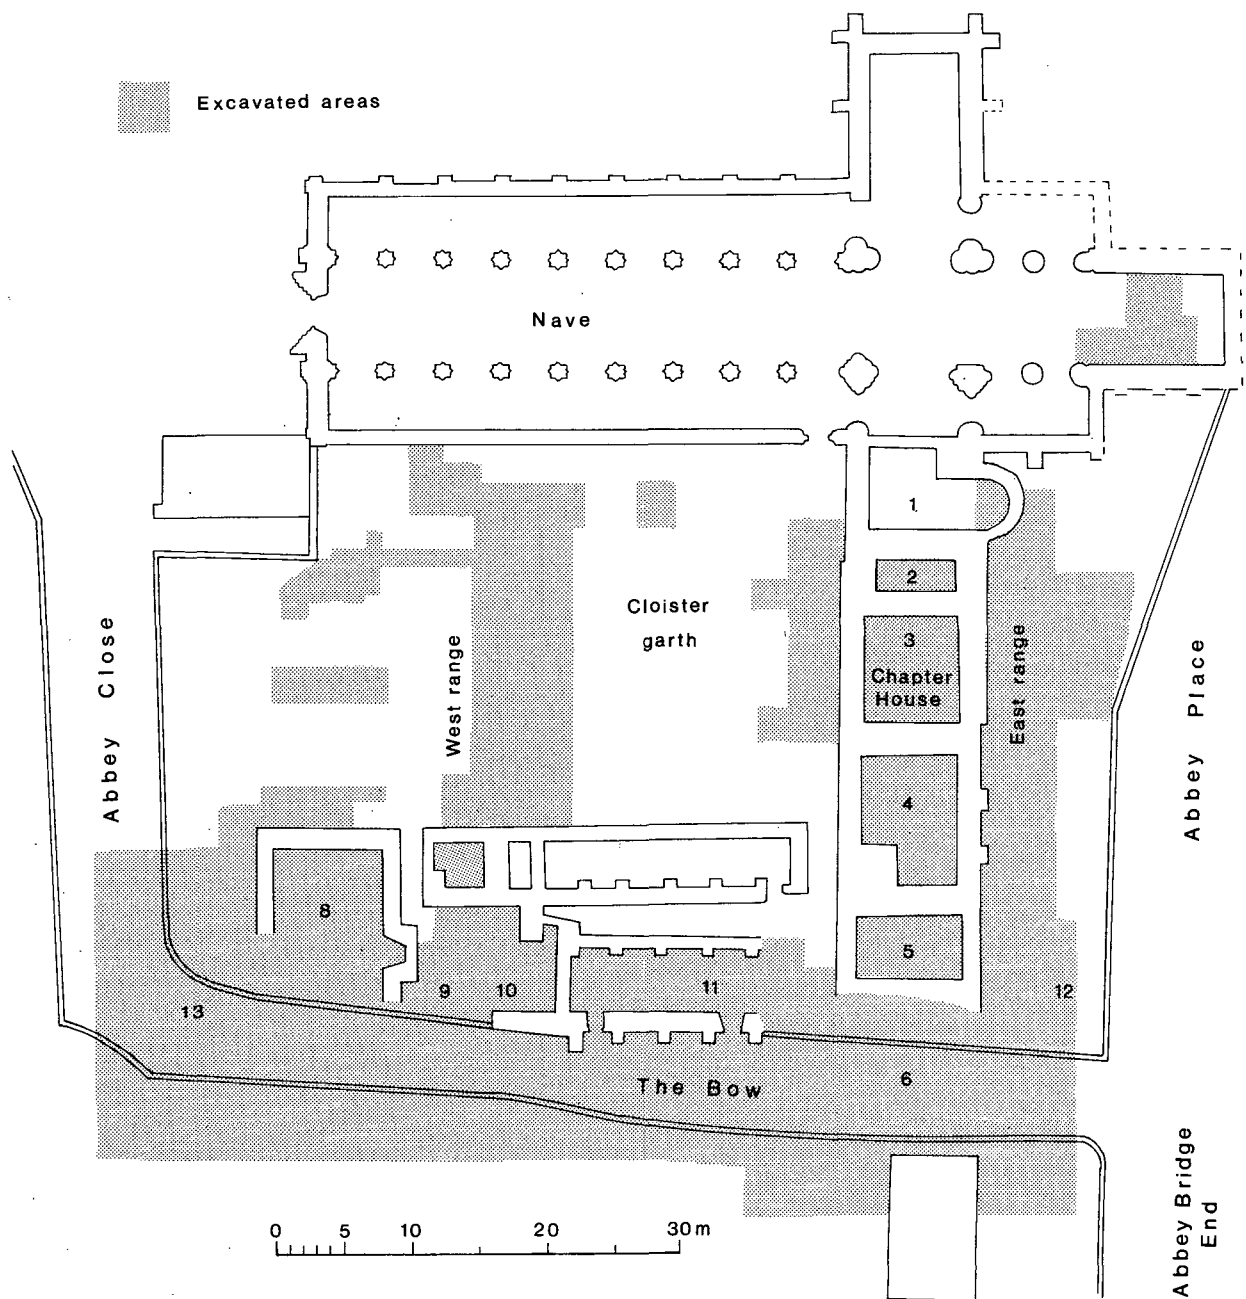 Excavated areas
Nave
1
2
3
Chapter
House
4
5
Cloister
garth
West range
East range
Abbey Close
Abbey Place
8
9
10
11
12
13
The Bow
6
Abbey Bridge
End
0 5 10 20 30m